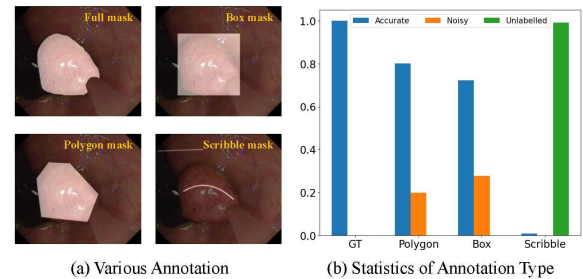 Full mask
Box mask
Polygon mask
Scribble mask
(a) Various Annotation
Accurate
Noisy
Unlabelled
1.0
0.8
0.6
0.4
0.2
0.0
GT
Polygon
Box
Scribble
(b) Statistics of Annotation Type